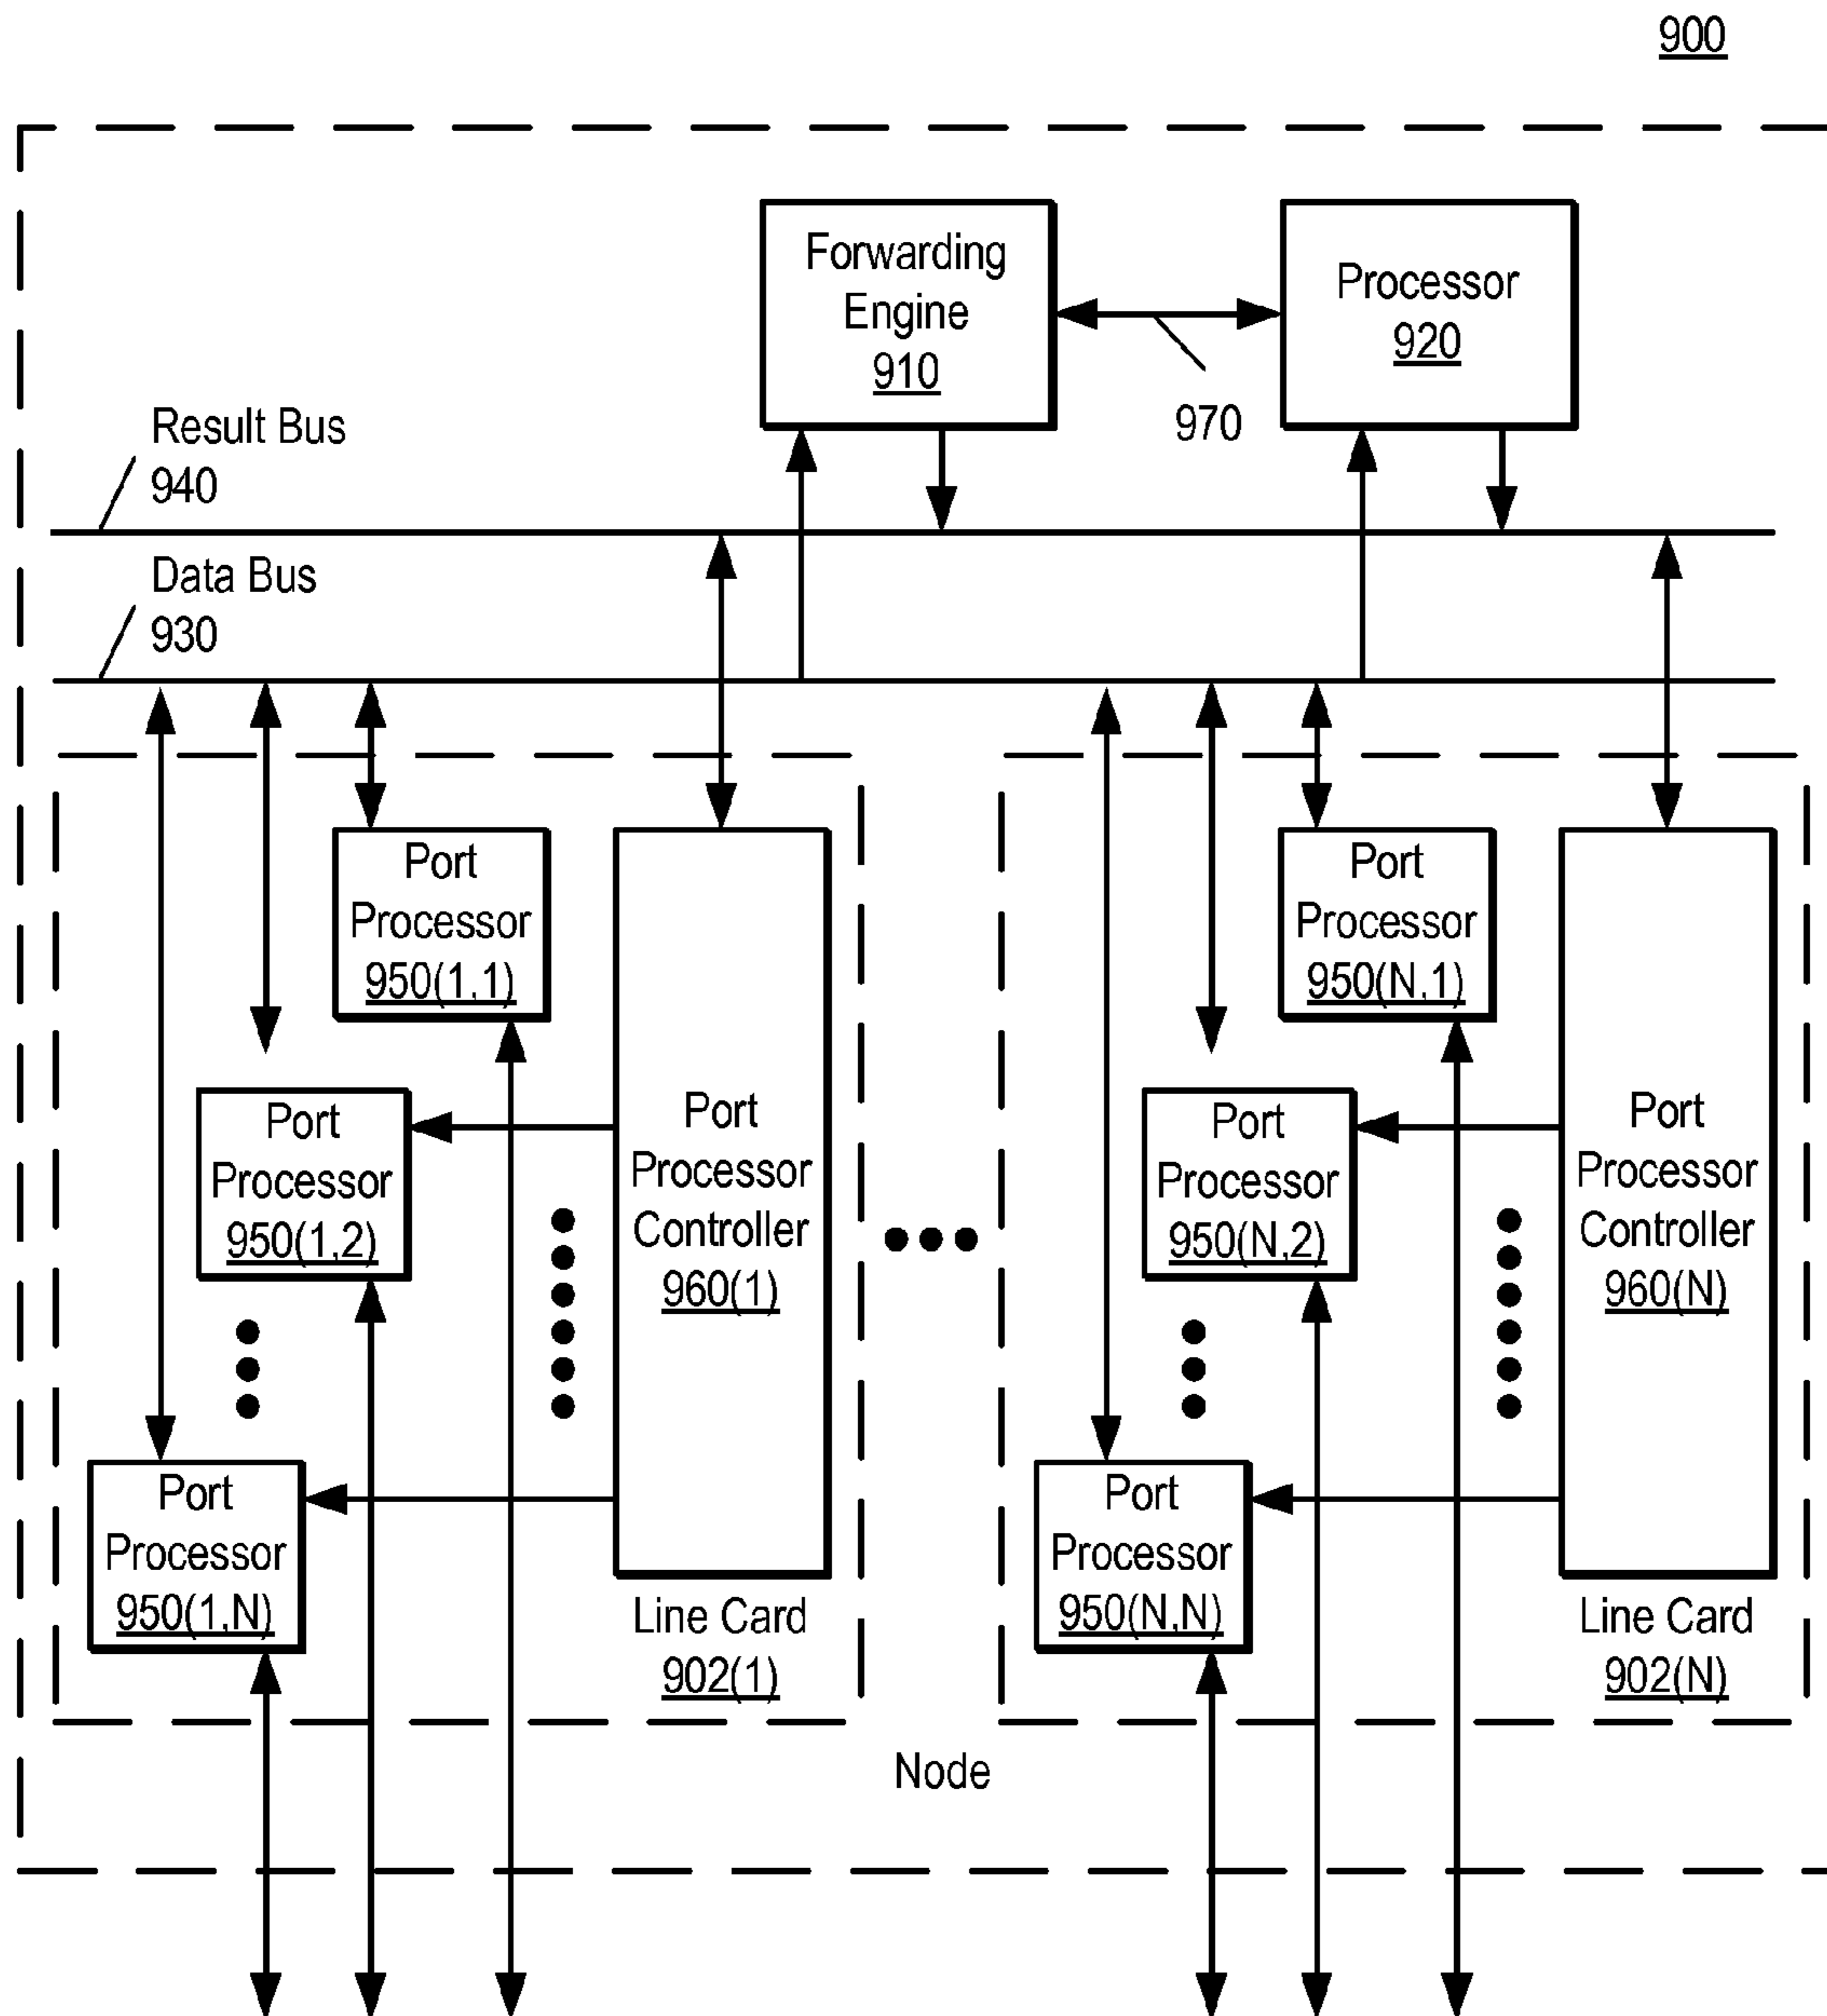 900
Forwarding
Engine
910
Processor
920
970
Result Bus
940
Data Bus
930
Port
Processor
950(1,1)
Port
Processor
950(1,2)
Port
Processor
950(1,N)
Port
Processor
Controller
960(1)
Line Card
902(1)
Port
Processor
950(N,1)
Port
Processor
950(N,2)
Port
Processor
950(N,N)
Port
Processor
Controller
960(N)
Line Card
902(N)
Node